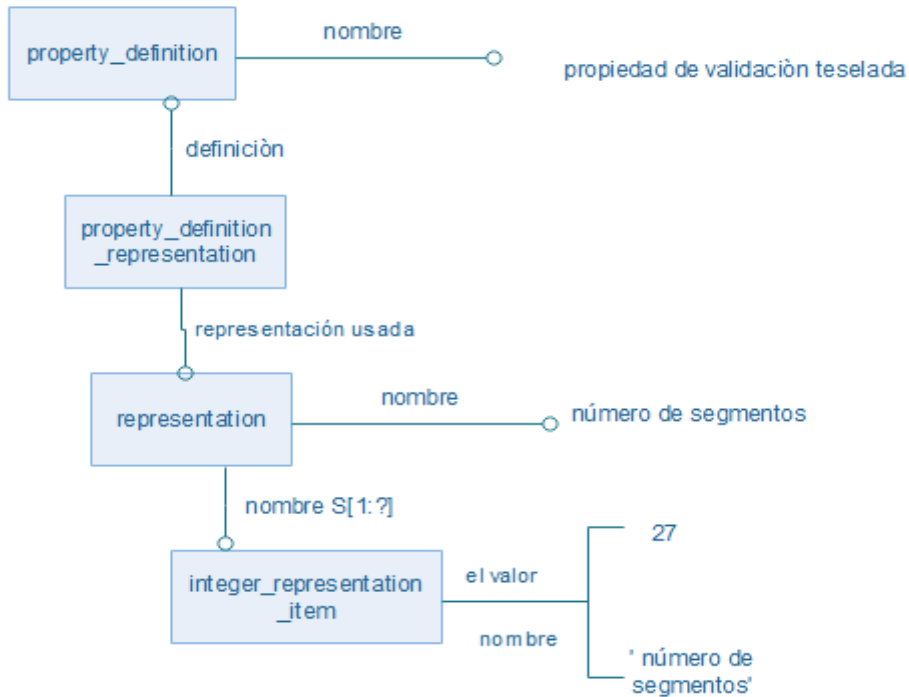 nombre
property_definition
propiedad de validaciòn teselada
definiciòn
property_definition
_representation
representación usada
nombre
representation
número de segmentos
nombre S[1:?]
27
el valor
integer_representation
_item
nombre
' número de
segmentos'